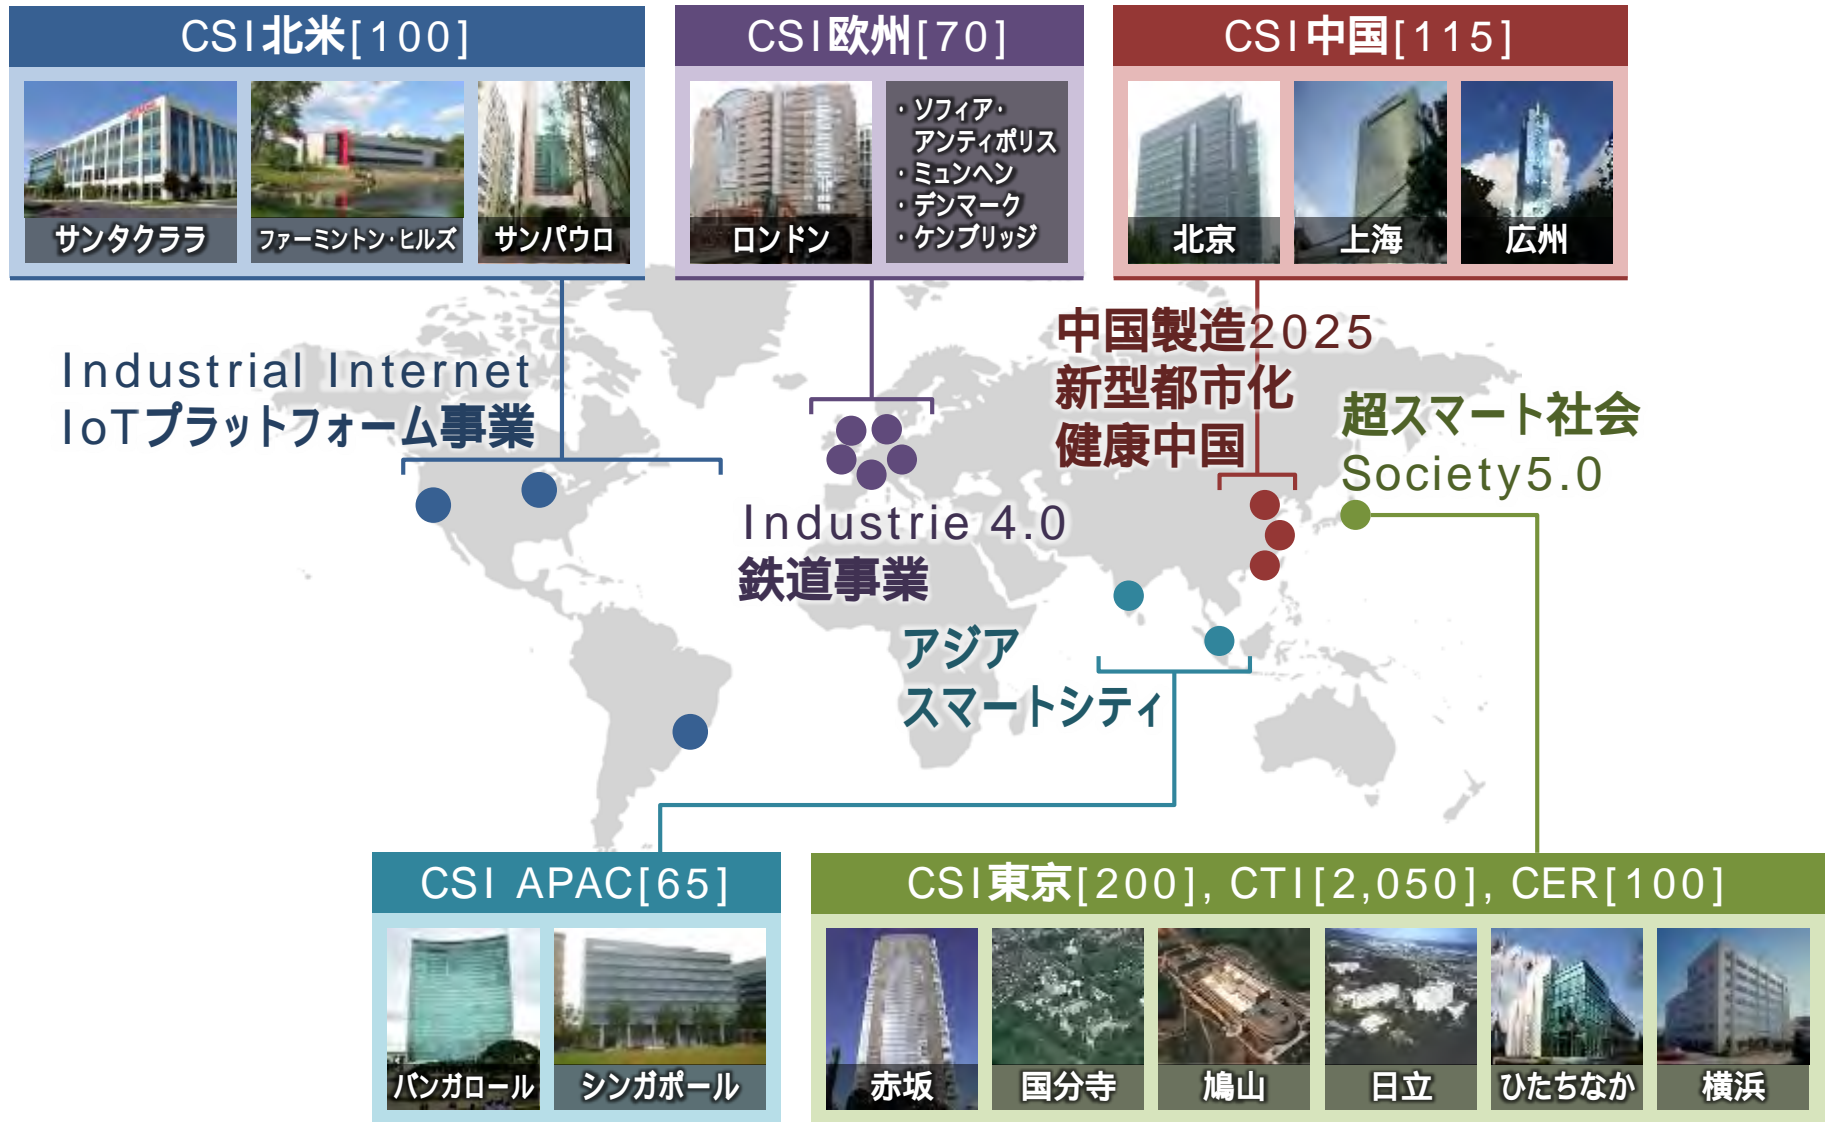 CSI北米[100]
サンタクララ
ファーミントン・ヒルズ
サンパウロ
CSI欧州[70]
ロンドン
・ソフィア・
アンティポリス
・ミュンヘン
・デンマーク
・ケンブリッジ
CSI中国[115]
北京
上海
広州
Industrial Internet
IoTプラットフォーム事業
Industrie 4.0
鉄道事業
中国製造2025
新型都市化
健康中国
超スマート社会
Society5.0
アジア
スマートシティ
CSI APAC[65]
バンガロール
シンガポール
CSI東京[200], CTI[2,050], CER[100]
赤坂
国分寺
鳩山
日立
ひたちなか
横浜